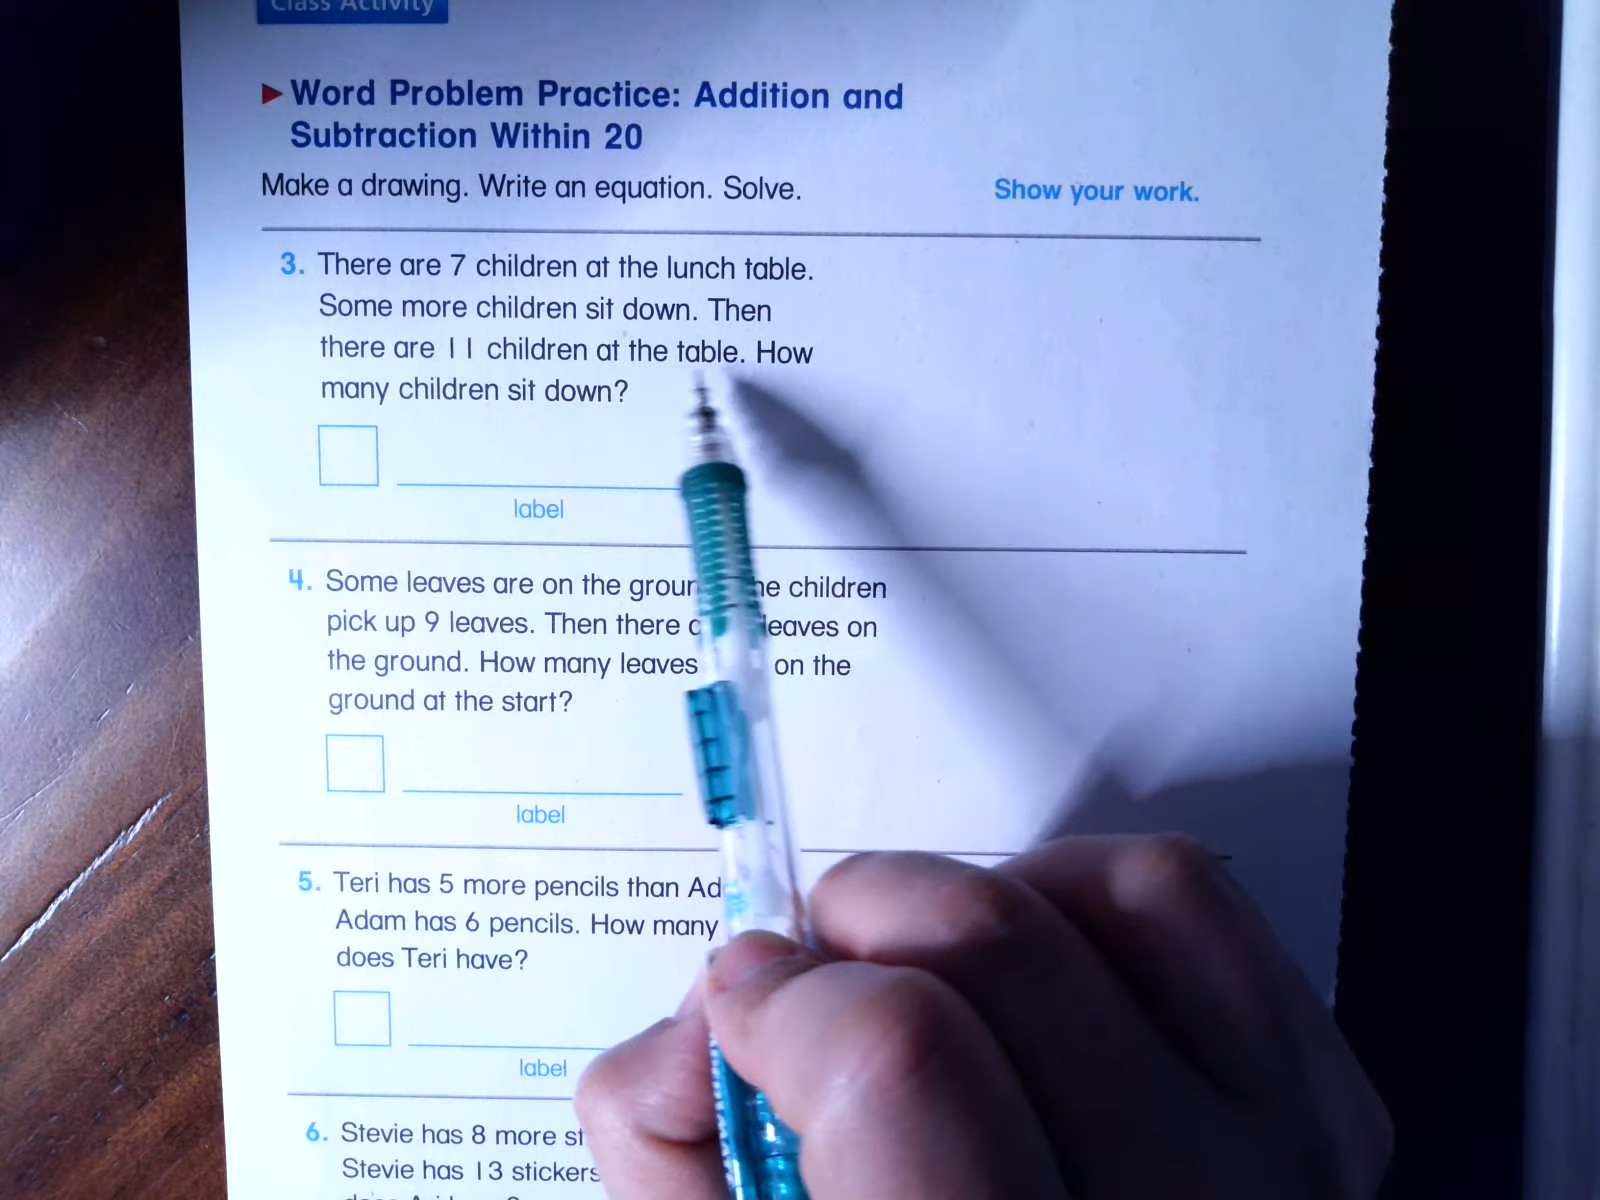 Class Activity
Word Problem Practice: Addition and
Subtraction Within 20
Make a drawing. Write an equation. Solve.
Show your work.
3. There are 7 children at the lunch table.
Some more children sit down. Then
there are 11 children at the table. How
many children sit down?
label
4. Some leaves are on the children
pick up 9 leaves. Then there leaves on
the ground. How many leaves on the
ground at the start?
label
5. Teri has 5 more pencils than
Adam has 6 pencils. How many
does Teri have?
label
6. Stevie has 8 more
Stevie has 13 stickers